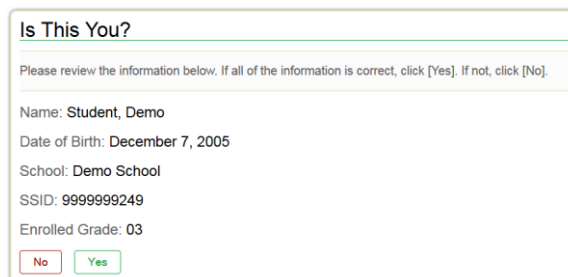 Is This You?
Please review the information below. If all of the information is correct, click [Yes]. If not, click [No].
Name: Student, Demo
Date of Birth: December 7, 2005
School: Demo School
SSID: 9999999249
Enrolled Grade: 03
No Yes